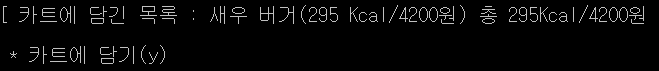 [ 카트에 담긴 목록 : 새우 버거(295 Kcal/4200원) 총 295Kcal/4200원
* 카트에 담기(y)